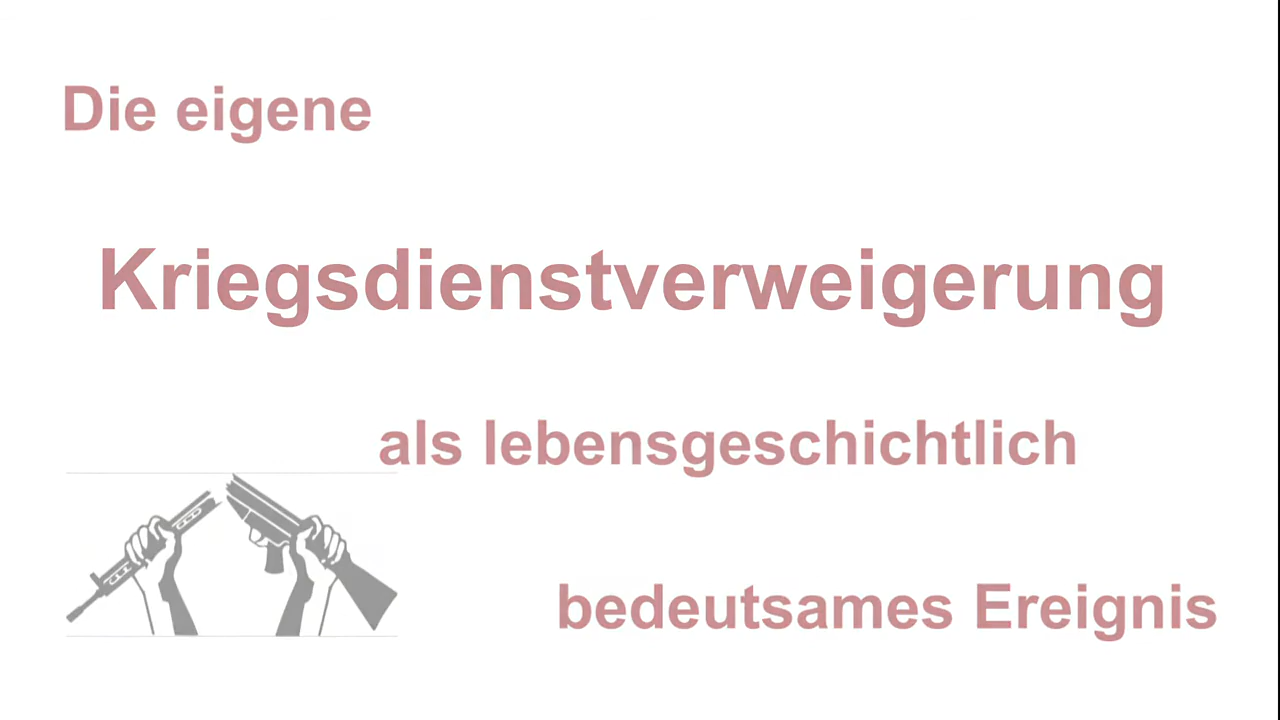 Die eigene
Kriegsdienstverweigerung
als lebensgeschichtlich
bedeutsames Ereignis